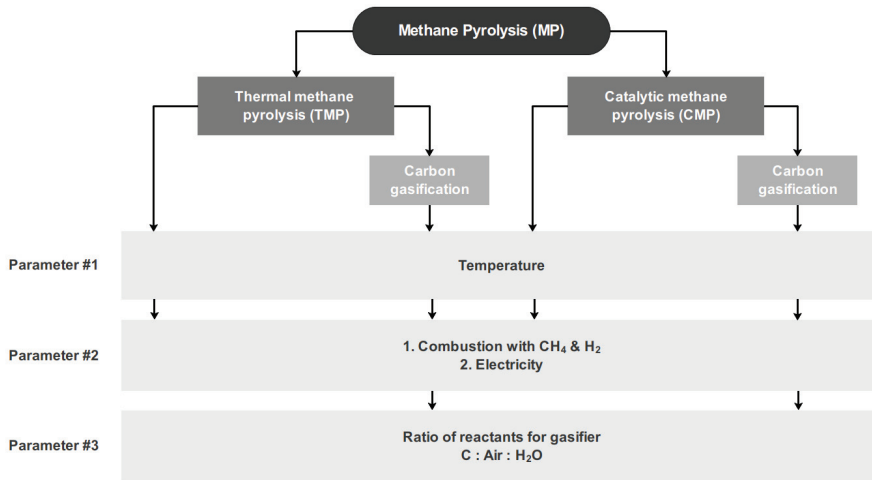 Methane Pyrolysis (MP)
Thermal methane
pyrolysis (TMP)
Catalytic methane
pyrolysis (CMP)
Carbon
gasification
Carbon
gasification
Parameter #1
Temperature
Parameter #2
1. Combustion with CH₄ & H₂
2. Electricity
Parameter #3
Ratio of reactants for gasifier
C : Air : H₂O